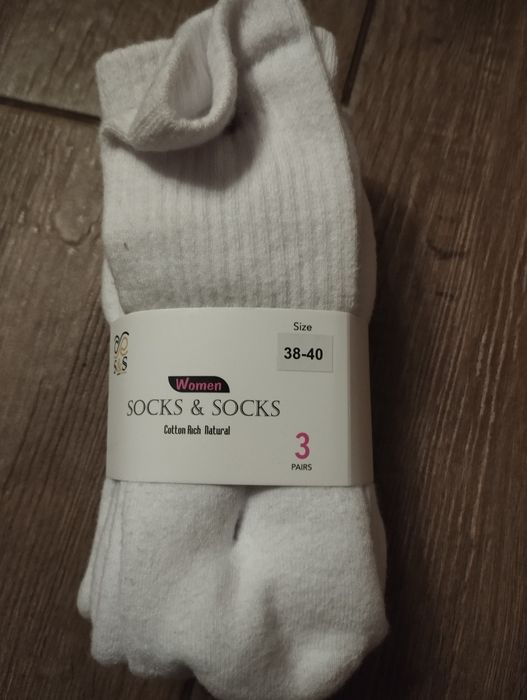 Size
38-40
Women
SOCKS & SOCKS
Cotton Rich Natural
3
PAIRS